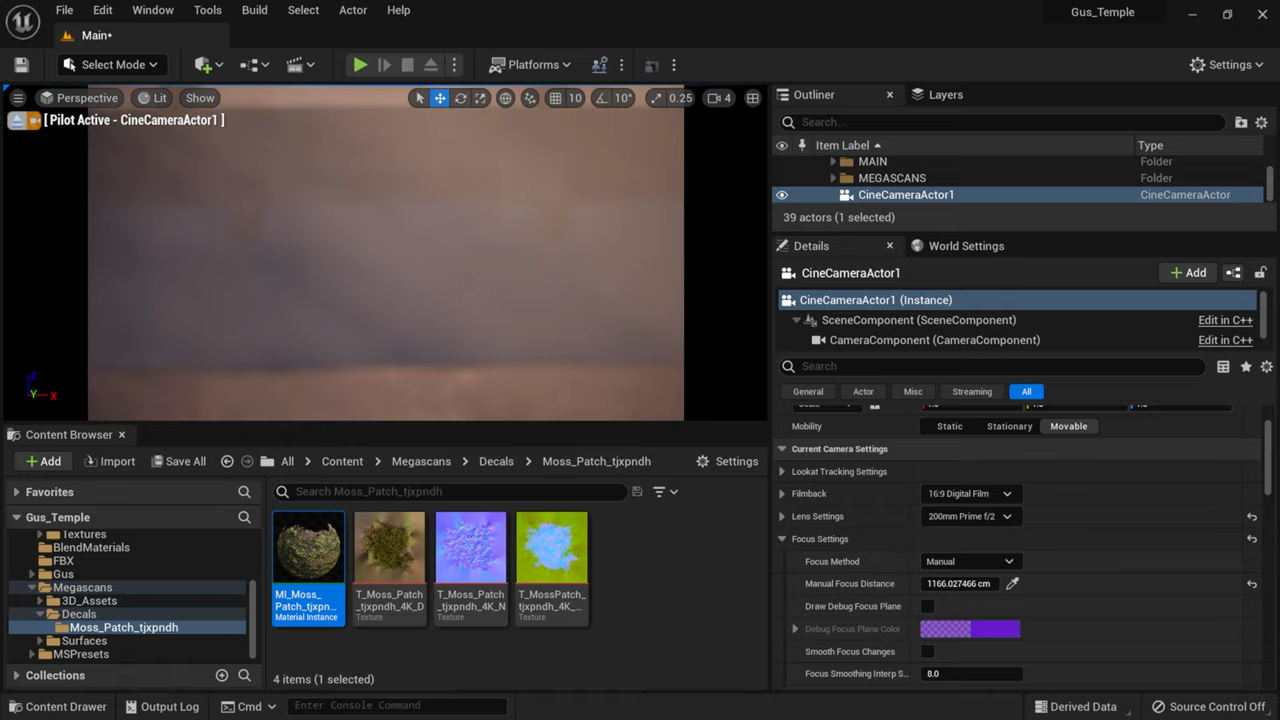 File Edit Window Tools Build Select Actor Help
Gus_Temple
Main*
Select Mode
Platforms
Settings
Perspective Lit Show
10 10° 0.25 4
[ Pilot Active - CineCameraActor1 ]
Z
Y X
Outliner Layers
Search...
Item Label Type
MAIN Folder
MEGASCANS Folder
CineCameraActor1 CineCameraActor
39 actors (1 selected)
Details World Settings
CineCameraActor1 Add
CineCameraActor1 (Instance)
SceneComponent (SceneComponent) Edit in C++
CameraComponent (CameraComponent) Edit in C++
Search
General Actor Misc Streaming All
Mobility Static Stationary Movable
Current Camera Settings
Lookat Tracking Settings
Filmback 16:9 Digital Film
Lens Settings 200mm Prime f/2
Focus Settings
Focus Method Manual
Manual Focus Distance 1166.027466 cm
Draw Debug Focus Plane
Debug Focus Plane Color
Smooth Focus Changes
Focus Smoothing Interp S... 8.0
Content Browser
Add Import Save All All Content Megascans Decals Moss_Patch_tjxpndh Settings
Favorites
Gus_Temple
Textures
BlendMaterials
FBX
Gus
Megascans
3D_Assets
Decals
Moss_Patch_tjxpndh
Surfaces
MSPresets
Collections
Search Moss_Patch_tjxpndh
MI_Moss_
Patch_tjxpn...
Material Instance
T_Moss_Patch
_tjxpndh_4K_D
Texture
T_Moss_Patch
_tjxpndh_4K_N
Texture
T_MossPatch_
tjxpndh_4K_...
Texture
4 items (1 selected)
Content Drawer Output Log Cmd Enter Console Command Derived Data Source Control Off